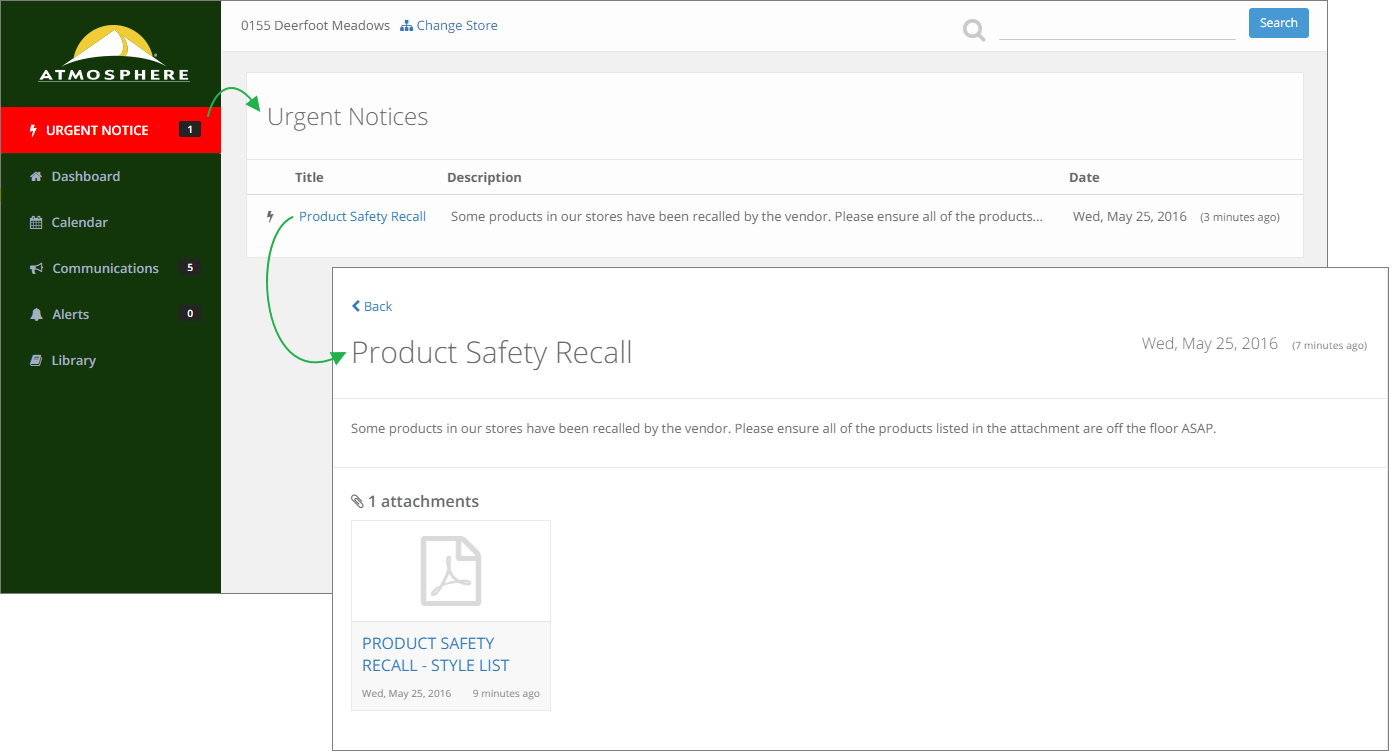 ATMOSPHERE
URGENT NOTICE 1
Dashboard
Calendar
Communications 5
Alerts 0
Library
0155 Deerfoot Meadows Change Store
Search
Urgent Notices
Title Description Date
Product Safety Recall Some products in our stores have been recalled by the vendor. Please ensure all of the products... Wed, May 25, 2016 (3 minutes ago)
Back
Product Safety Recall
Wed, May 25, 2016 (7 minutes ago)
Some products in our stores have been recalled by the vendor. Please ensure all of the products listed in the attachment are off the floor ASAP.
1 attachments
PRODUCT SAFETY
RECALL - STYLE LIST
Wed, May 25, 2016 9 minutes ago